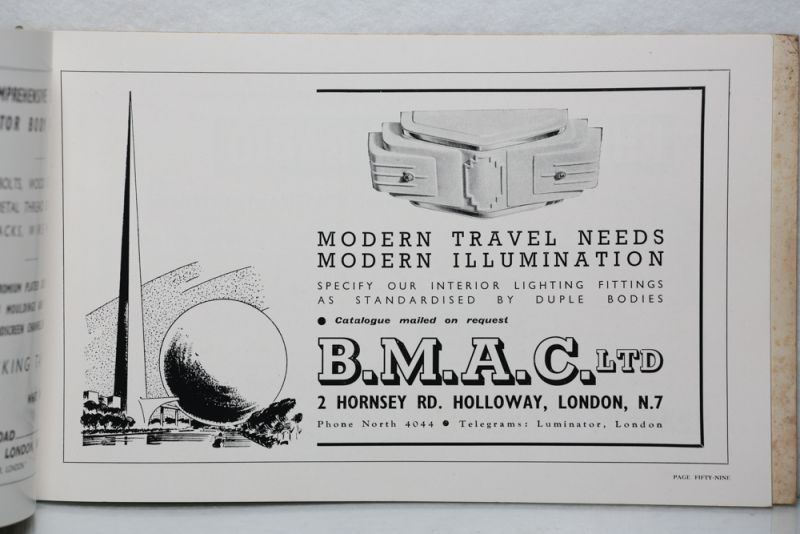 MODERN TRAVEL NEEDS
MODERN ILLUMINATION
SPECIFY OUR INTERIOR LIGHTING FITTINGS
AS STANDARDISED BY DUPLE BODIES
● Catalogue mailed on request
B.M.A.C. LTD
2 HORNSEY RD. HOLLOWAY, LONDON, N.7
Phone North 4044 ● Telegrams: Luminator, London
PAGE FIFTY-NINE